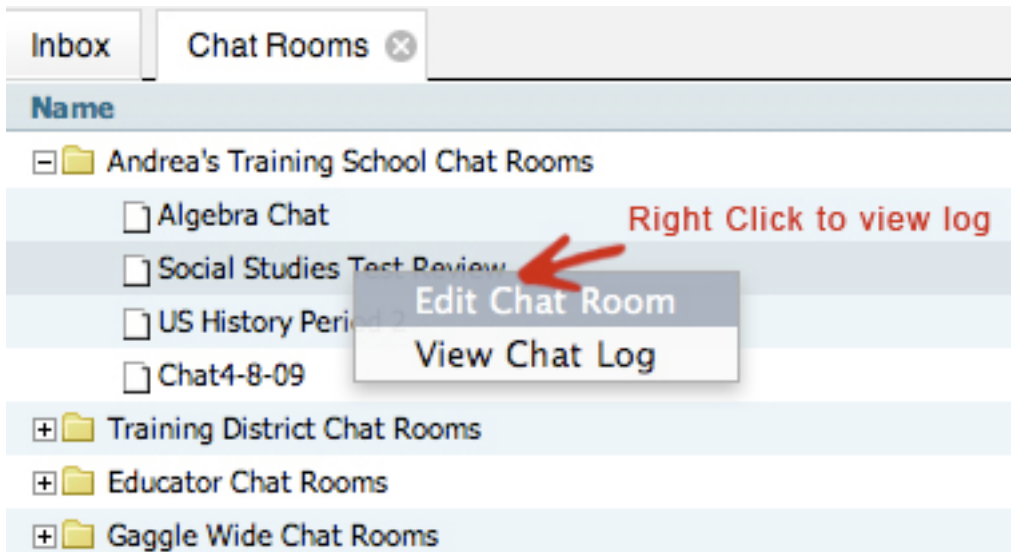 Inbox
Chat Rooms
Name
Andrea's Training School Chat Rooms
Algebra Chat
Right Click to view log
Social Studies Test Review
Edit Chat Room
US History Period 2
View Chat Log
Chat4-8-09
Training District Chat Rooms
Educator Chat Rooms
Gaggle Wide Chat Rooms